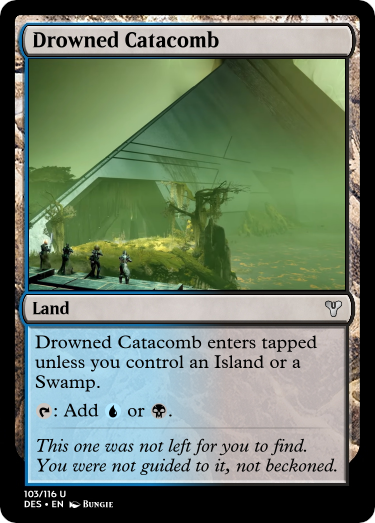 Drowned Catacomb
Land
Drowned Catacomb enters tapped
unless you control an Island or a
Swamp.
: Add or .
This one was not left for you to find.
You were not guided to it, not beckoned.
103/116 U
DES • EN Bungie